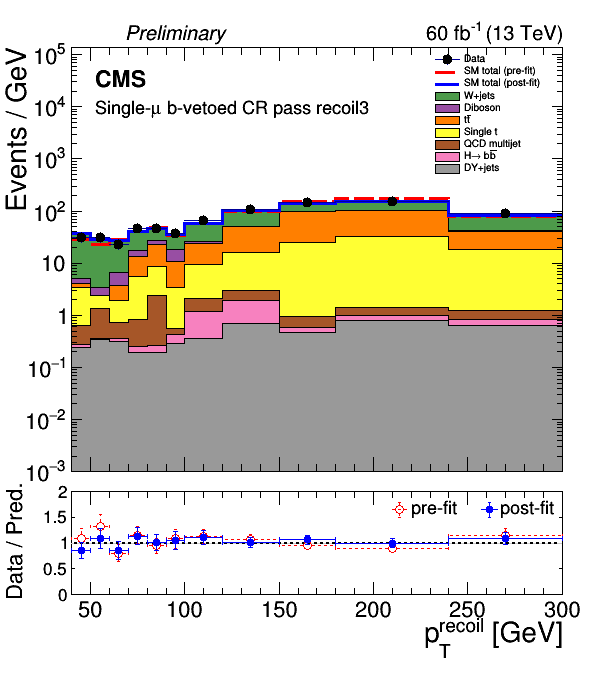 Preliminary 60 fb⁻¹ (13 TeV)
CMS
Single-μ b-vetoed CR pass recoil3
Data
SM total (pre-fit)
SM total (post-fit)
W+jets
Diboson
tt̅
Single t
QCD multijet
H→ bb̅
DY+jets
Events / GeV
10⁵
10⁴
10³
10²
10
1
10⁻¹
10⁻²
10⁻³
Data / Pred.
2
1.5
1
0.5
0
pre-fit post-fit
50 100 150 200 250 300
p_T^recoil [GeV]